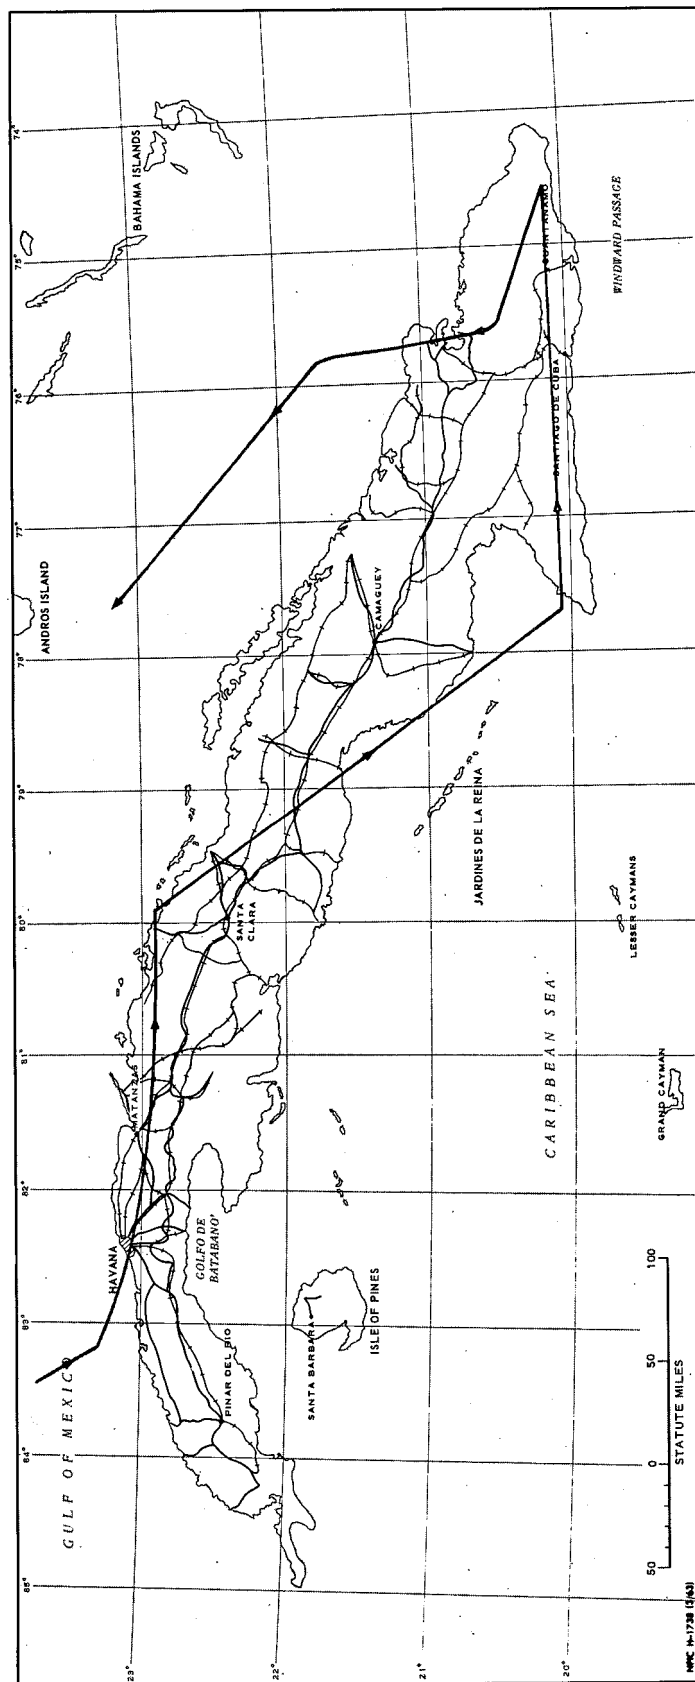 GULF OF MEXICO
HAVANA
MATANZAS
ANDROS ISLAND
BAHAMA ISLANDS
PINAR DEL RIO
GOLFO DE
BATABANO'
SANTA
CLARA
CAMAGUEY
SANTIAGO DE CUBA
GUANTANAMO
WINDWARD PASSAGE
SANTA BARBARA
ISLE OF PINES
JARDINES DE LA REINA
CARIBBEAN SEA
LESSER CAYMANS
GRAND CAYMAN
85°
84°
83°
82°
81°
80°
79°
78°
77°
76°
75°
74°
23°
22°
21°
20°
50 0 50 100
STATUTE MILES